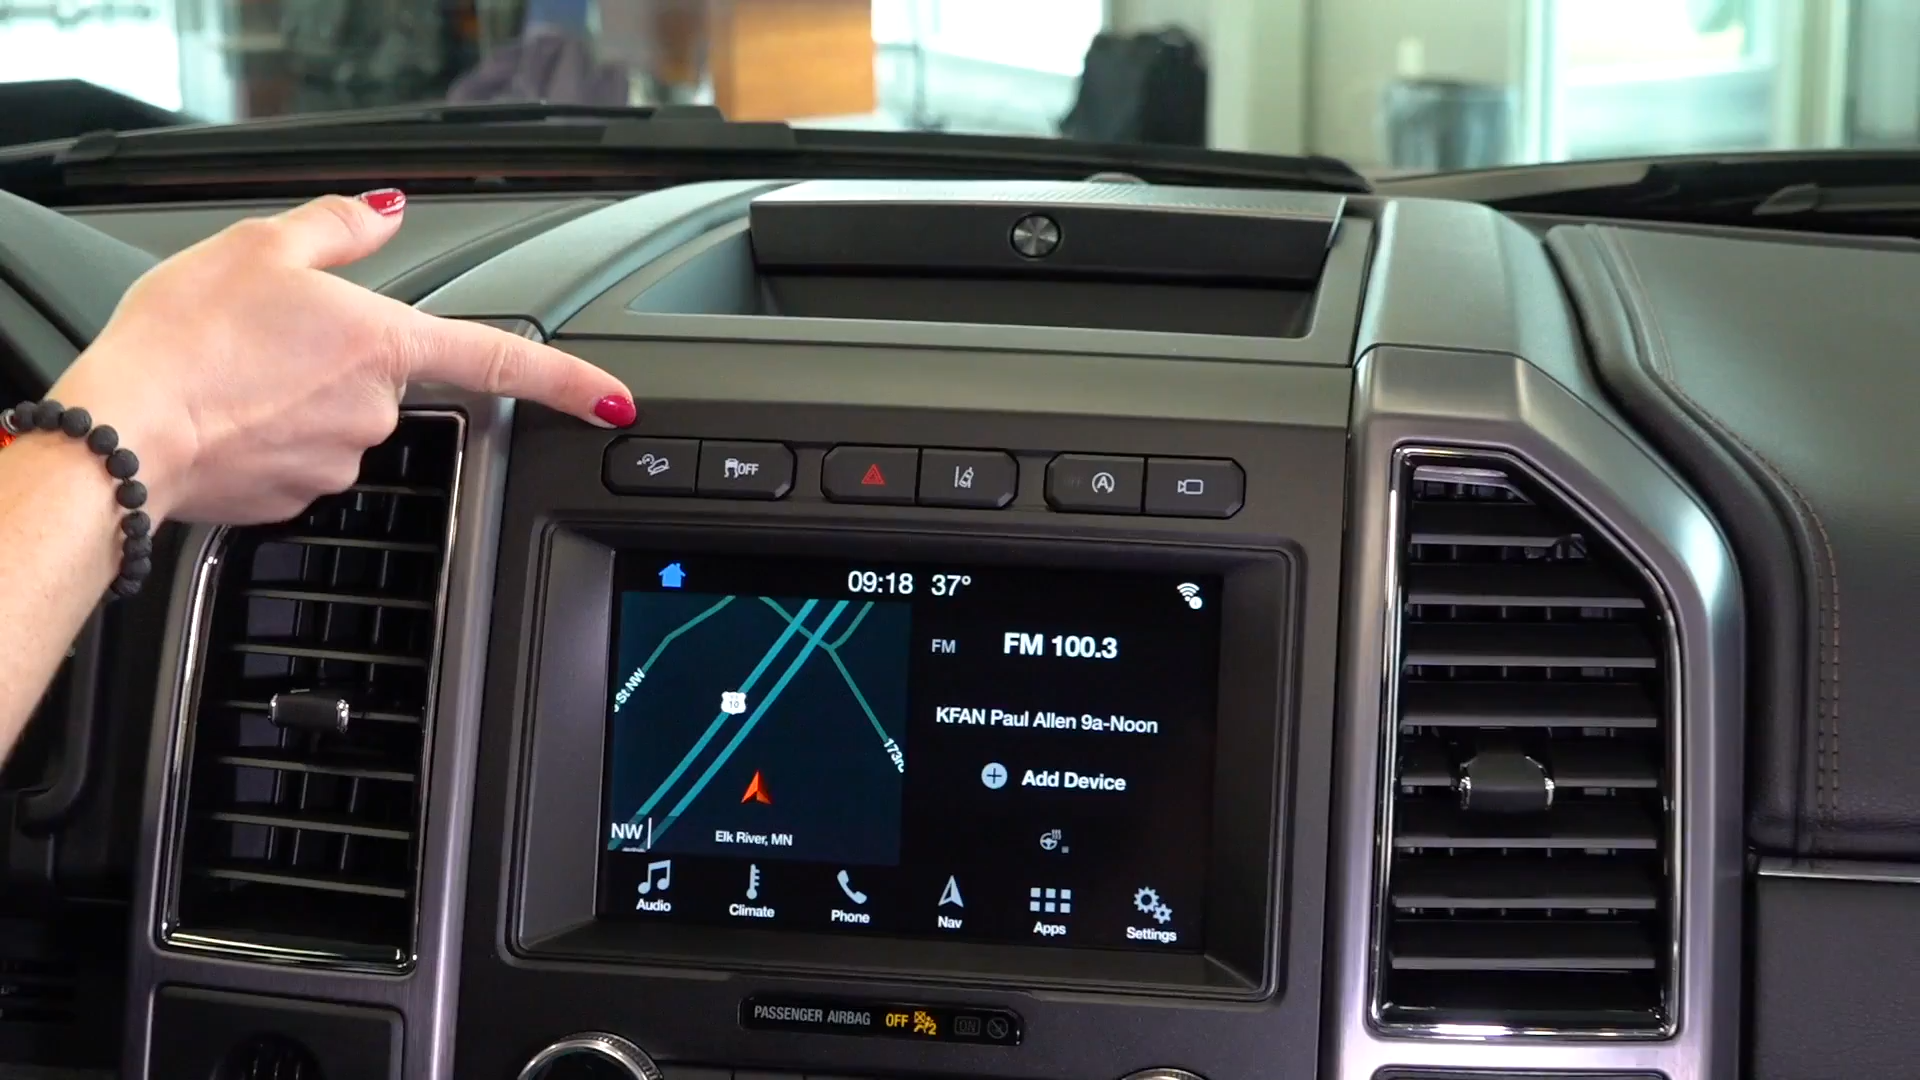 OFF
A
09:18 37°
FM FM 100.3
St NW
10
KFAN Paul Allen 9a-Noon
173rd
Add Device
NW
Elk River, MN
Audio Climate Phone Nav Apps Settings
PASSENGER AIRBAG OFF 2 ON